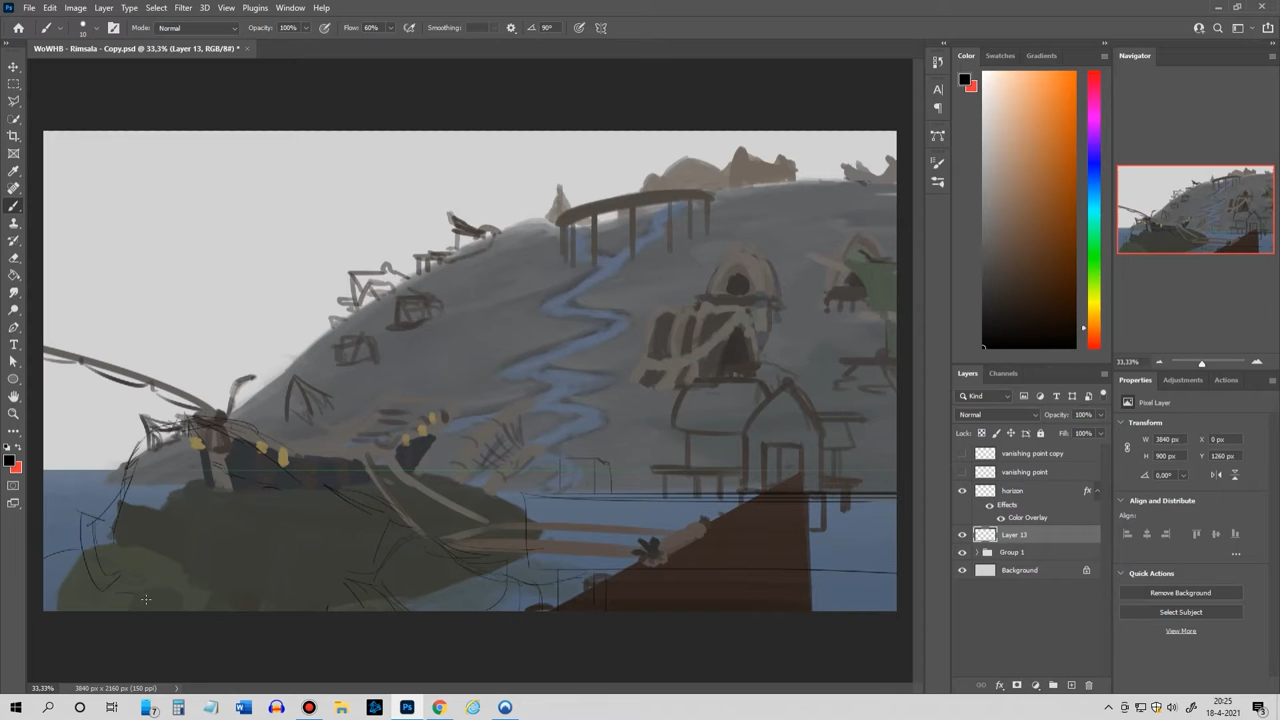 File Edit Image Layer Type Select Filter 3D View Plugins Window Help
10 Mode: Normal Opacity: 100% Flow: 60% Smoothing: 90°
WoWHB - Rimsala - Copy.psd @ 33,3% (Layer 13, RGB/8#) *
Color Swatches Gradients
Navigator
33,33%
Layers Channels
Kind
Normal Opacity: 100%
Lock: Fill: 100%
vanishing point copy
vanishing point
horizon fx
Effects
Color Overlay
Layer 13
Group 1
Background
Properties Adjustments Actions
Pixel Layer
Transform
W 3840 px X 0 px
H 900 px Y 1260 px
0,00°
Align and Distribute
Align:
Quick Actions
Remove Background
Select Subject
View More
33,33% 3840 px x 2160 px (150 ppi)
20:25
18-4-2021